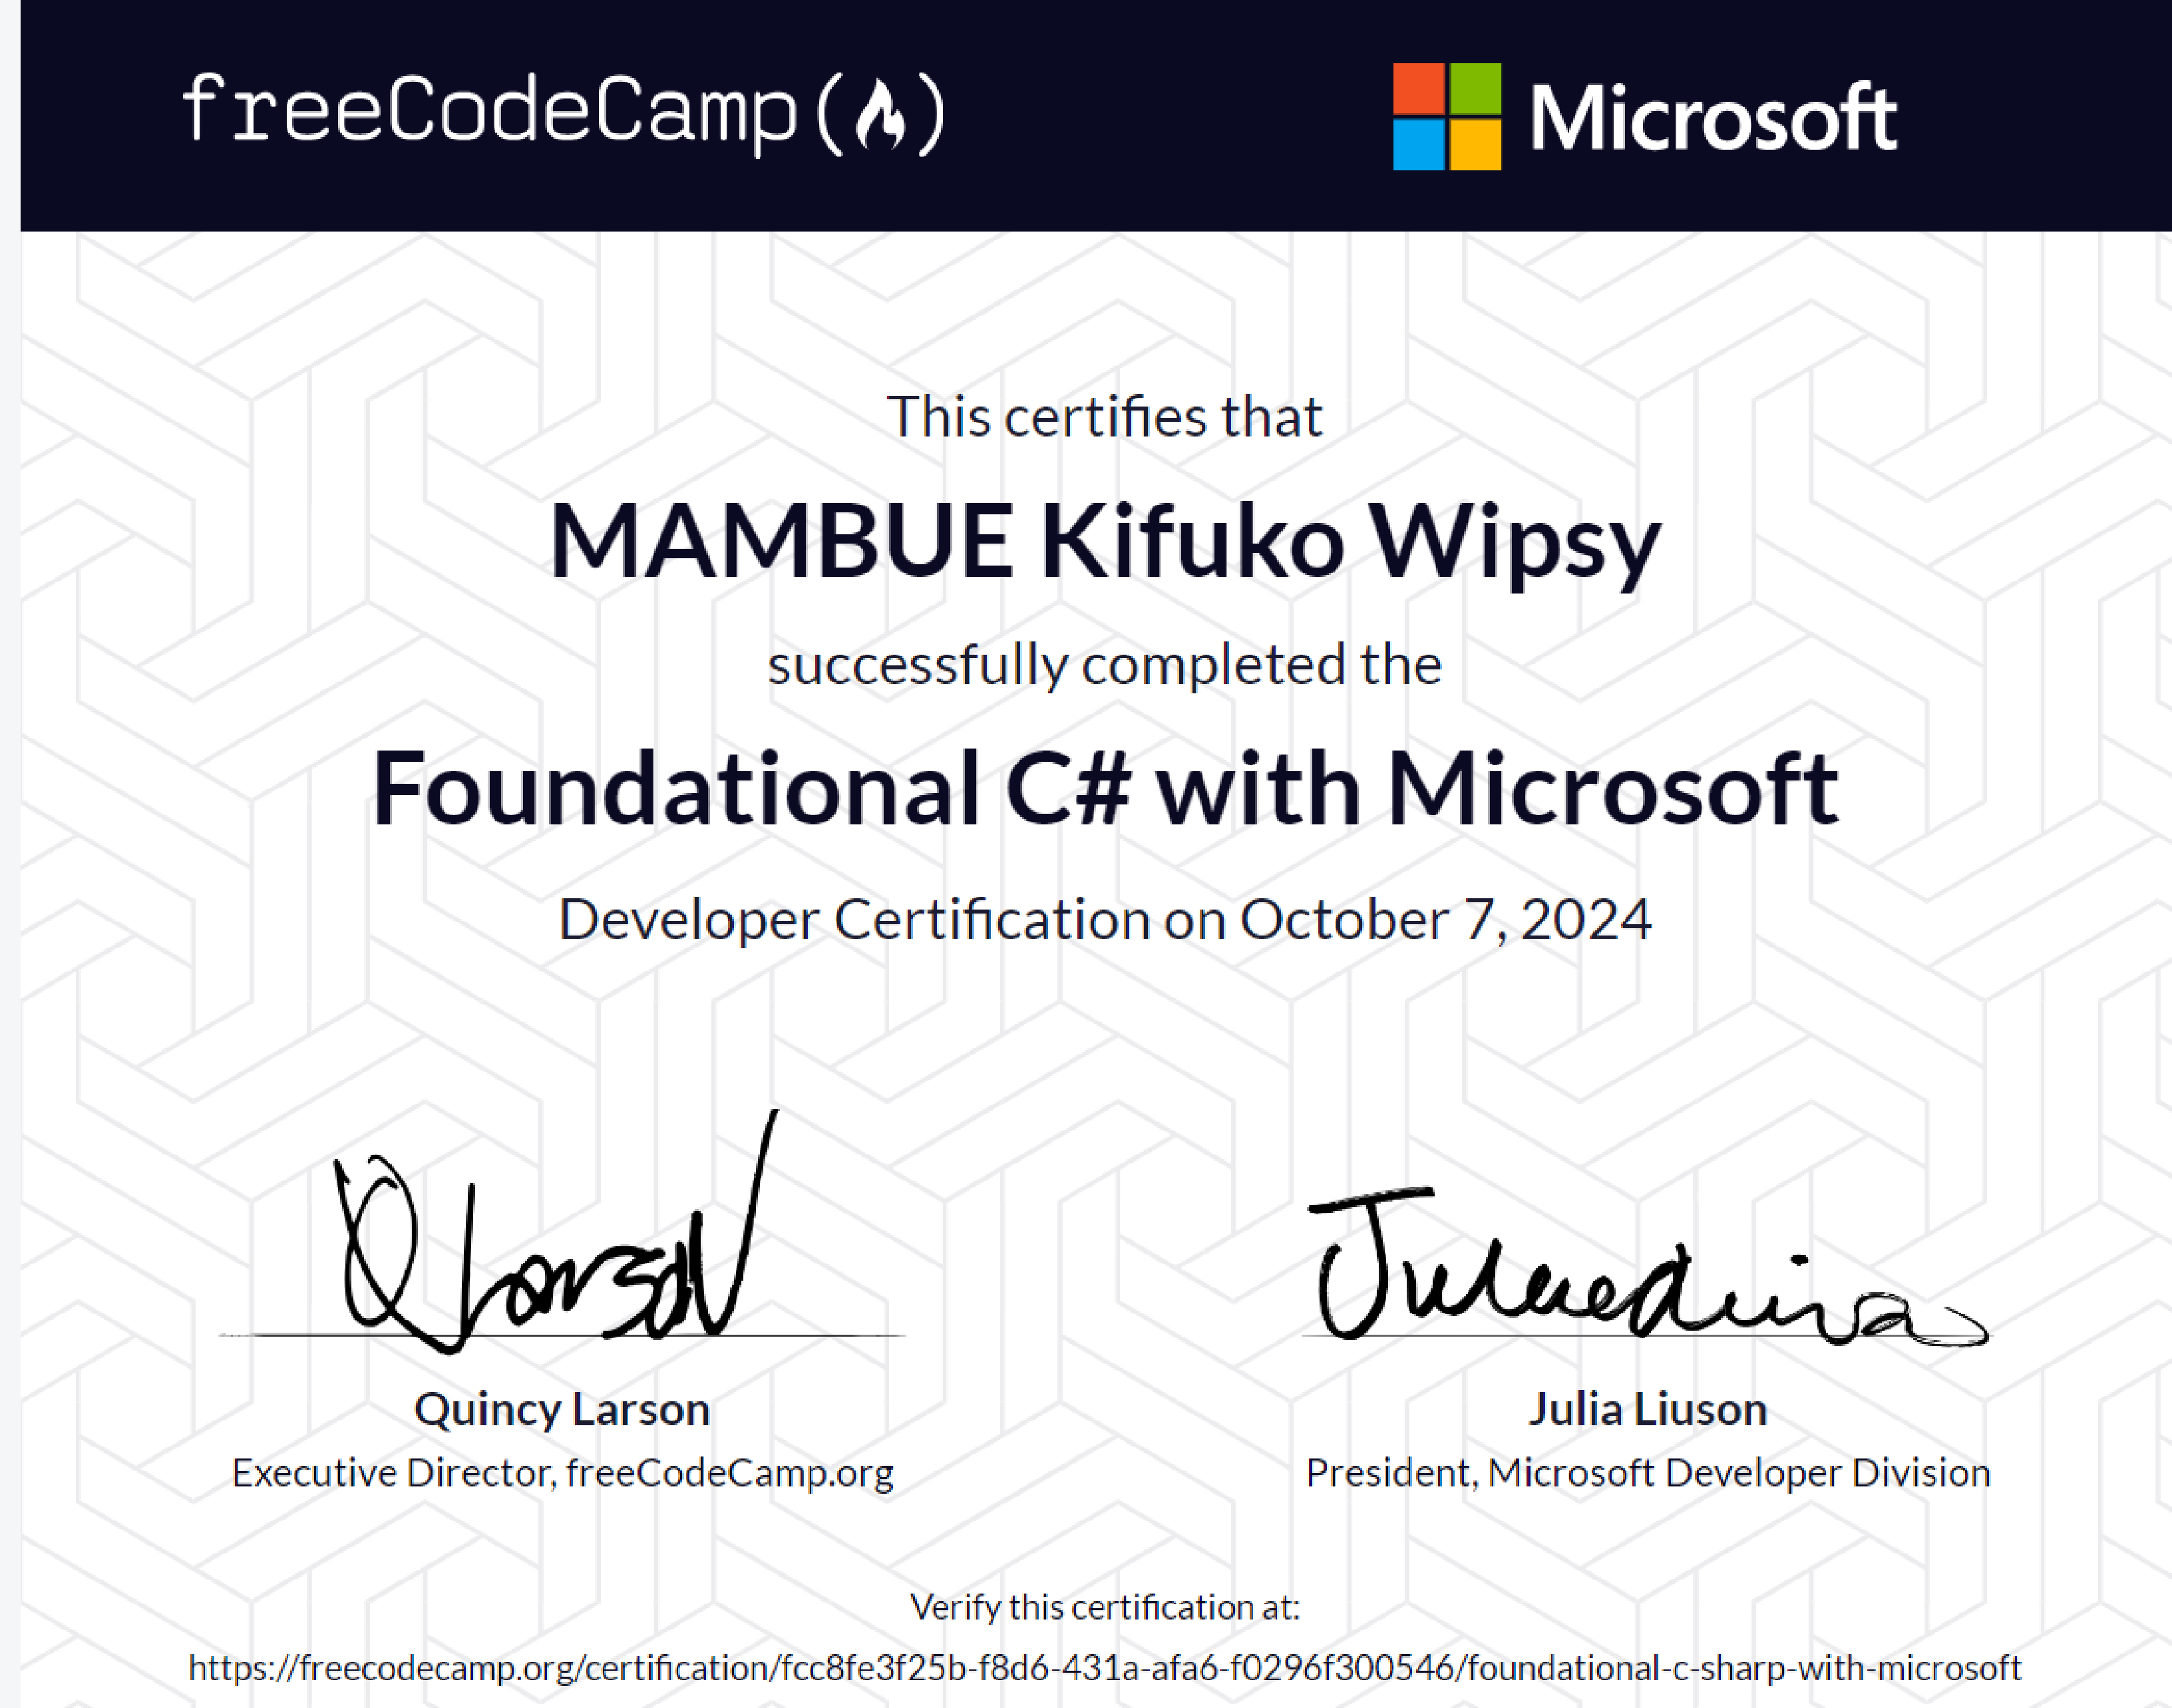 freeCodeCamp(🔥)
Microsoft
This certifies that
MAMBUE Kifuko Wipsy
successfully completed the
Foundational C# with Microsoft
Developer Certification on October 7, 2024
Quincy Larson
Executive Director, freeCodeCamp.org
Julia Liuson
President, Microsoft Developer Division
Verify this certification at:
https://freecodecamp.org/certification/fcc8fe3f25b-f8d6-431a-afa6-f0296f300546/foundational-c-sharp-with-microsoft